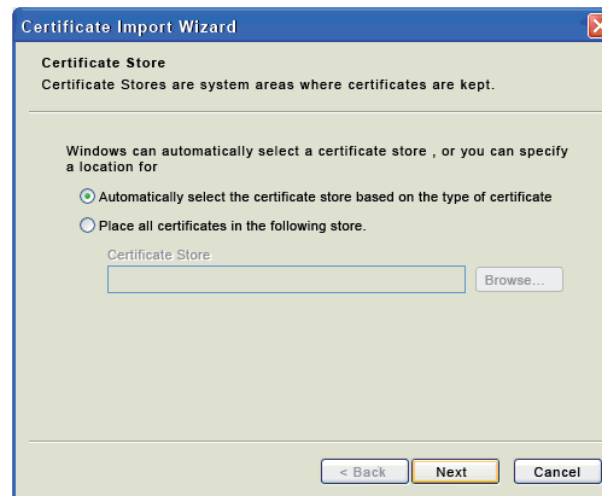 Certificate Import Wizard
Certificate Store
Certificate Stores are system areas where certificates are kept.
Windows can automatically select a certificate store , or you can specify
a location for
Automatically select the certificate store based on the type of certificate
Place all certificates in the following store.
Certificate Store
Browse...
< Back Next Cancel